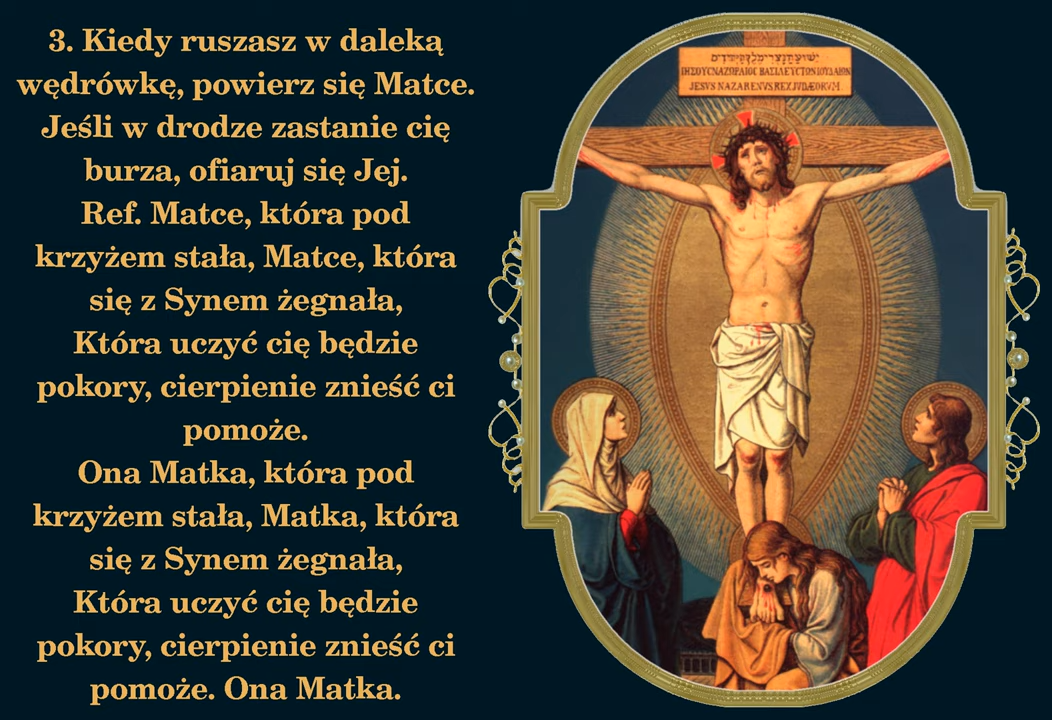 3. Kiedy ruszasz w daleką
wędrówkę, powierz się Matce.
Jeśli w drodze zastanie cię
burza, ofiaruj się Jej.
Ref. Matce, która pod
krzyżem stała, Matce, która
się z Synem żegnała,
Która uczyć cię będzie
pokory, cierpienie znieść ci
pomoże.
Ona Matka, która pod
krzyżem stała, Matka, która
się z Synem żegnała,
Która uczyć cię będzie
pokory, cierpienie znieść ci
pomoże. Ona Matka.
JESVS NAZARENVS REX JVDÆORVM